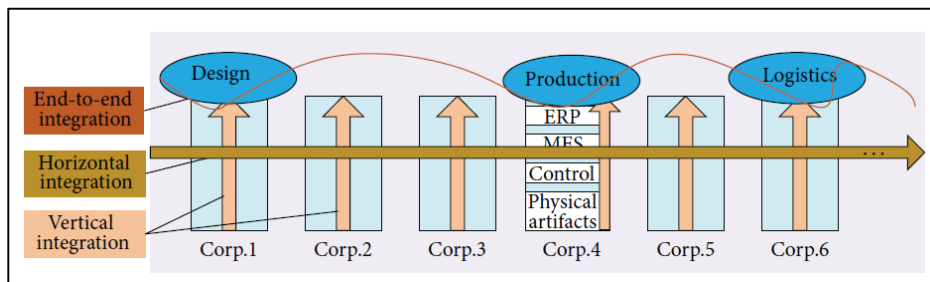 Design
Production
Logistics
End-to-end
integration
Horizontal
integration
Vertical
integration
ERP
MES
Control
Physical
artifacts
...
Corp.1
Corp.2
Corp.3
Corp.4
Corp.5
Corp.6